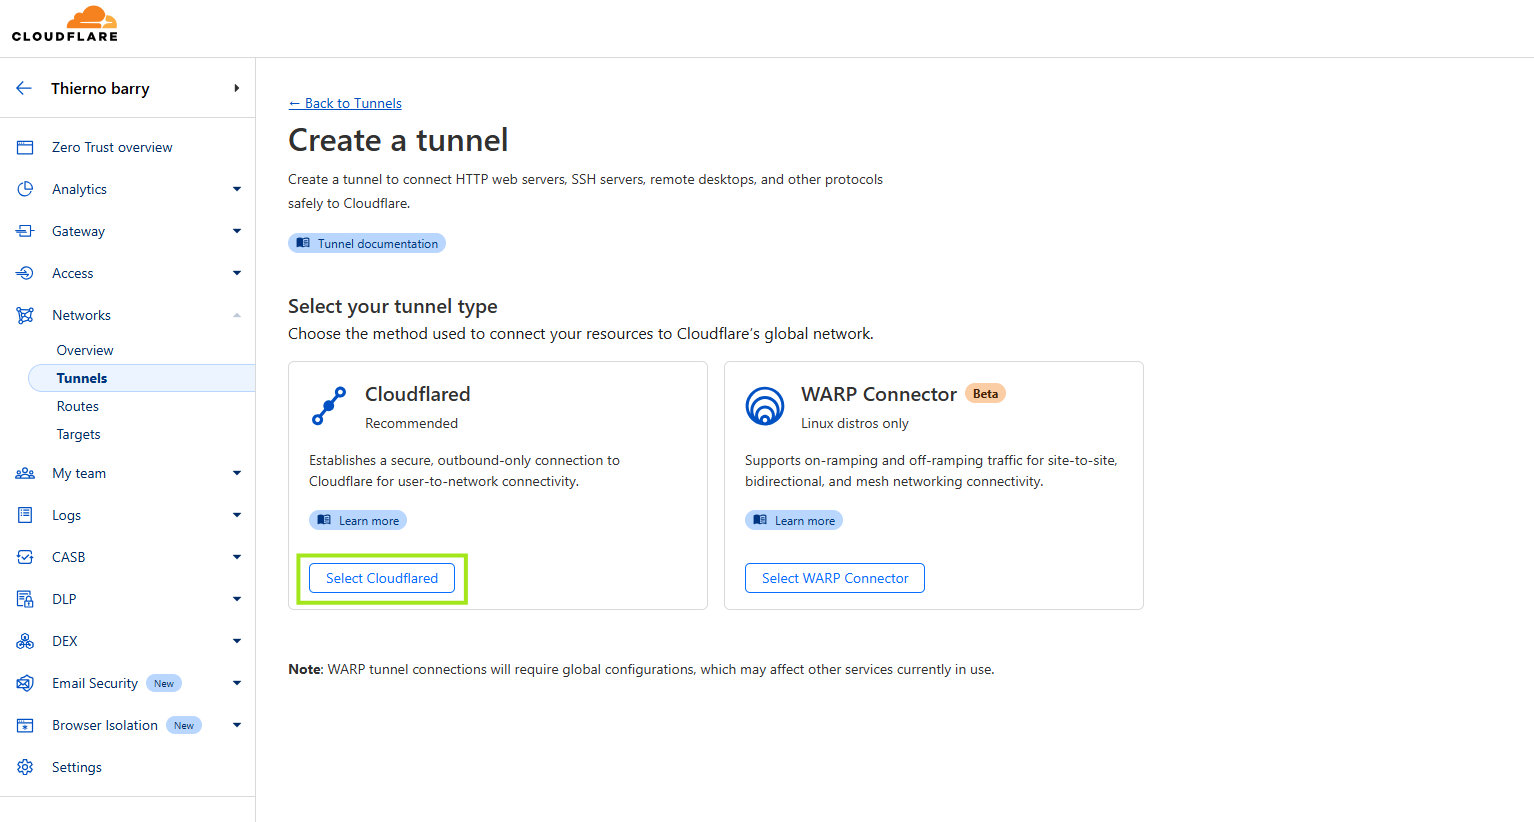 CLOUDFLARE
Thierno barry
Zero Trust overview
Analytics
Gateway
Access
Networks
Overview
Tunnels
Routes
Targets
My team
Logs
CASB
DLP
DEX
Email Security New
Browser Isolation New
Settings
← Back to Tunnels
Create a tunnel
Create a tunnel to connect HTTP web servers, SSH servers, remote desktops, and other protocols
safely to Cloudflare.
Tunnel documentation
Select your tunnel type
Choose the method used to connect your resources to Cloudflare’s global network.
Cloudflared
Recommended
Establishes a secure, outbound-only connection to
Cloudflare for user-to-network connectivity.
Learn more
Select Cloudflared
WARP Connector Beta
Linux distros only
Supports on-ramping and off-ramping traffic for site-to-site,
bidirectional, and mesh networking connectivity.
Learn more
Select WARP Connector
Note: WARP tunnel connections will require global configurations, which may affect other services currently in use.